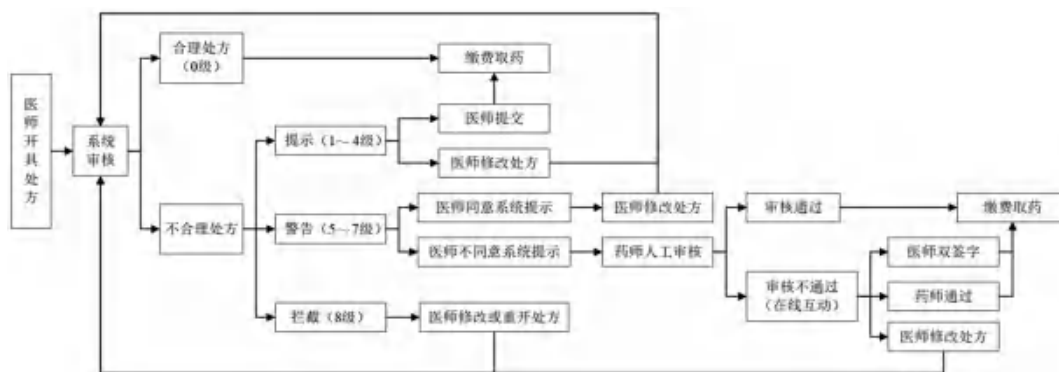 医师开具处方
系统
审核
合理处方
（0级）
缴费取药
医师提交
提示（1～4级）
医师修改处方
不合理处方
警告（5～7级）
医师同意系统提示
医师修改处方
医师不同意系统提示
药师人工审核
拦截（8级）
医师修改或重开处方
审核通过
缴费取药
审核不通过
（在线互动）
医师双签字
药师通过
医师修改处方